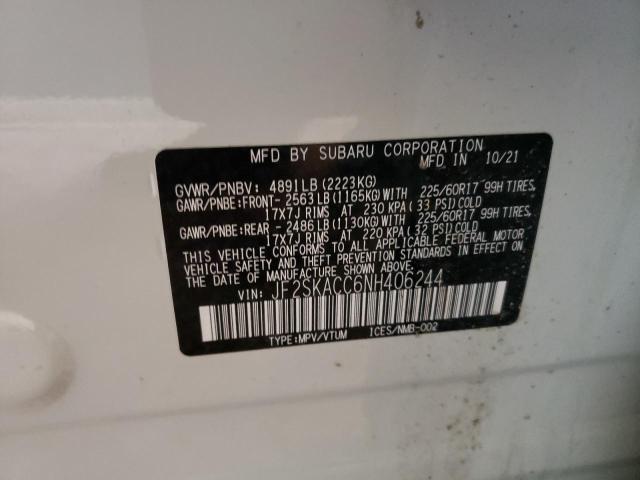 MFD BY SUBARU CORPORATION
MFD IN 10/21
GVWR/PNBV: 4891LB(2223KG)
GAWR/PNBE:FRONT- 2563LB(1165KG)WITH 225/60R17 99H TIRES,
17X7J RIMS AT 230 KPA( 33 PSI)COLD
GAWR/PNBE:REAR - 2486LB(1130KG)WITH 225/60R17 99H TIRES,
17X7J RIMS AT 220 KPA( 32 PSI)COLD
THIS VEHICLE CONFORMS TO ALL APPLICABLE FEDERAL MOTOR
VEHICLE SAFETY AND THEFT PREVENTION STANDARDS IN EFFECT ON
THE DATE OF MANUFACTURE SHOWN ABOVE.
VIN: JF2SKACC6NH406244
TYPE:MPV/VTUM ICES/NMB-002